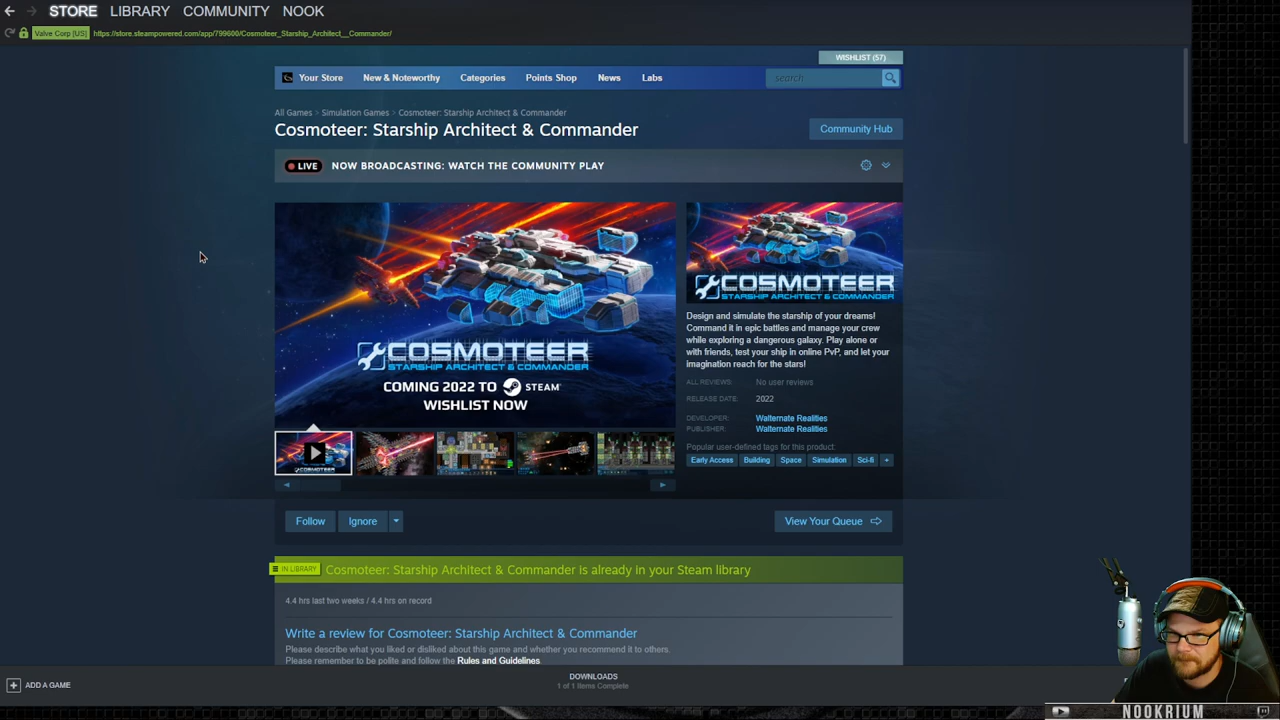 STORE LIBRARY COMMUNITY NOOK
Valve Corp [US] https://store.steampowered.com/app/799600/Cosmoteer_Starship_Architect__Commander/
WISHLIST (57)
Your Store New & Noteworthy Categories Points Shop News Labs search
All Games > Simulation Games > Cosmoteer: Starship Architect & Commander
Cosmoteer: Starship Architect & Commander
Community Hub
LIVE NOW BROADCASTING: WATCH THE COMMUNITY PLAY
COSMOTEER
STARSHIP ARCHITECT & COMMANDER
COMING 2022 TO STEAM
WISHLIST NOW
COSMOTEER
STARSHIP ARCHITECT & COMMANDER
Design and simulate the starship of your dreams!
Command it in epic battles and manage your crew
while exploring a dangerous galaxy. Play alone or
with friends, test your ship in online PvP, and let your
imagination reach for the stars!
ALL REVIEWS: No user reviews
RELEASE DATE: 2022
DEVELOPER: Walternate Realities
PUBLISHER: Walternate Realities
Popular user-defined tags for this product:
Early Access Building Space Simulation Sci-fi +
Follow Ignore View Your Queue
IN LIBRARY Cosmoteer: Starship Architect & Commander is already in your Steam library
4.4 hrs last two weeks / 4.4 hrs on record
Write a review for Cosmoteer: Starship Architect & Commander
Please describe what you liked or disliked about this game and whether you recommend it to others.
Please remember to be polite and follow the Rules and Guidelines.
+ ADD A GAME
DOWNLOADS
1 of 1 Items Complete
NOOKRIUM